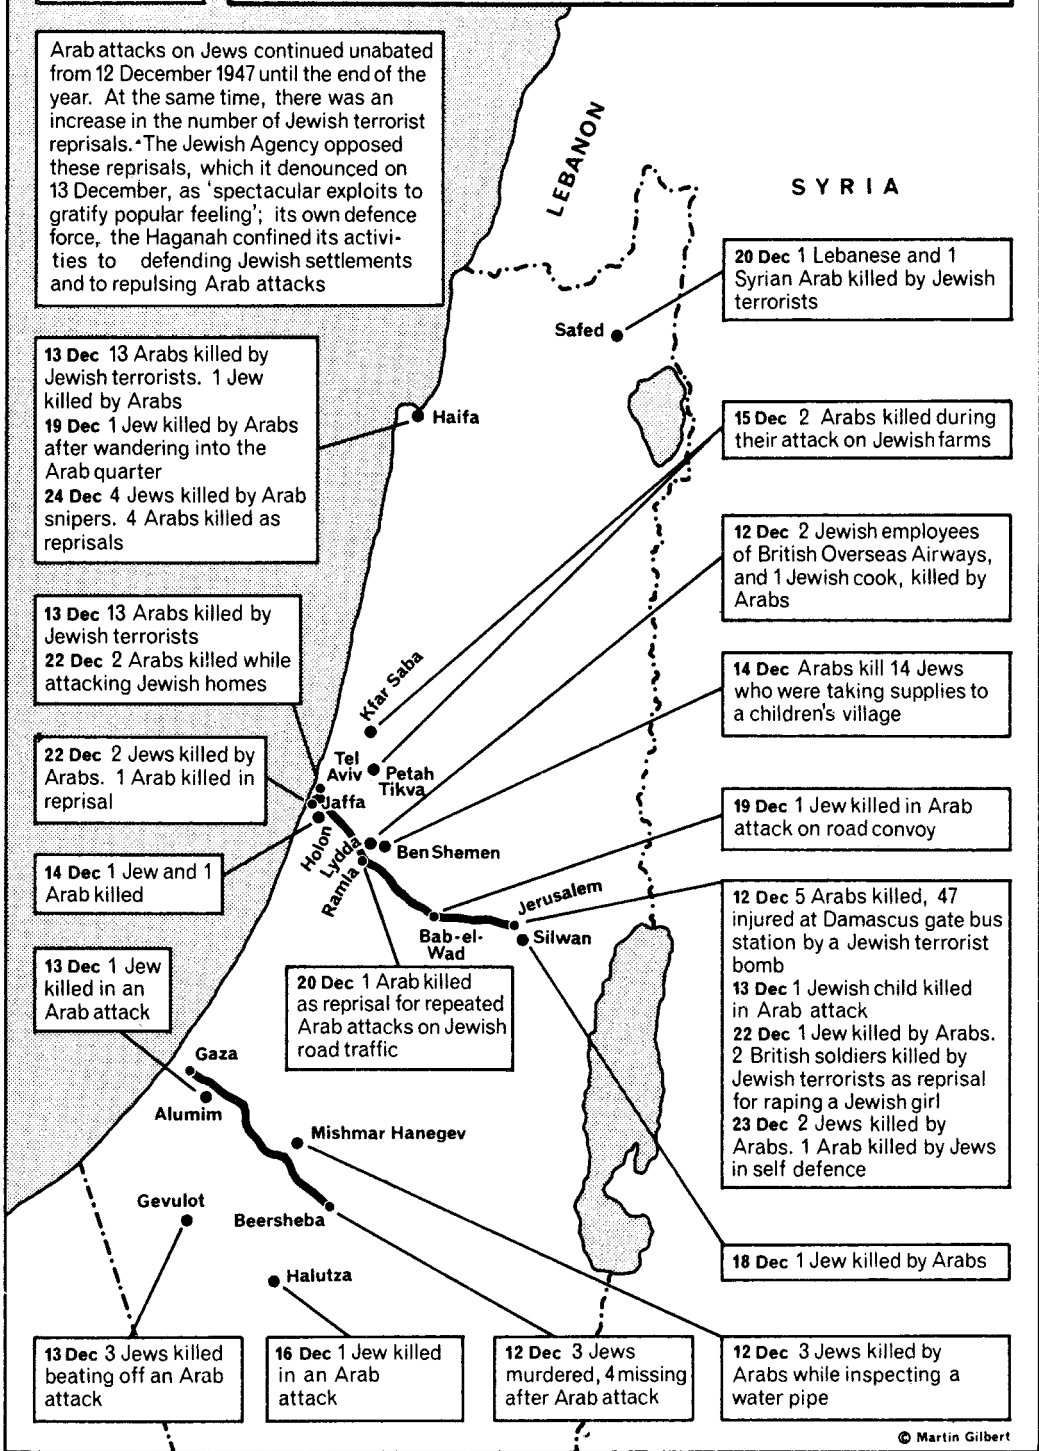 Arab attacks on Jews continued unabated
from 12 December 1947 until the end of the
year. At the same time, there was an
increase in the number of Jewish terrorist
reprisals. The Jewish Agency opposed
these reprisals, which it denounced on
13 December, as 'spectacular exploits to
gratify popular feeling'; its own defence
force, the Haganah confined its activi-
ties to defending Jewish settlements
and to repulsing Arab attacks
LEBANON
SYRIA
20 Dec 1 Lebanese and 1
Syrian Arab killed by Jewish
terrorists
Safed
13 Dec 13 Arabs killed by
Jewish terrorists. 1 Jew
killed by Arabs
19 Dec 1 Jew killed by Arabs
after wandering into the
Arab quarter
24 Dec 4 Jews killed by Arab
snipers. 4 Arabs killed as
reprisals
Haifa
15 Dec 2 Arabs killed during
their attack on Jewish farms
12 Dec 2 Jewish employees
of British Overseas Airways,
and 1 Jewish cook, killed by
Arabs
13 Dec 13 Arabs killed by
Jewish terrorists
22 Dec 2 Arabs killed while
attacking Jewish homes
Kfar Saba
14 Dec Arabs kill 14 Jews
who were taking supplies to
a children's village
22 Dec 2 Jews killed by
Arabs. 1 Arab killed in
reprisal
Tel
Aviv
Petah
Tikva
Jaffa
Holon
Lydda
Ramla
Ben Shemen
19 Dec 1 Jew killed in Arab
attack on road convoy
14 Dec 1 Jew and 1
Arab killed
Jerusalem
Bab-el-
Wad
Silwan
12 Dec 5 Arabs killed, 47
injured at Damascus gate bus
station by a Jewish terrorist
bomb
13 Dec 1 Jewish child killed
in Arab attack
22 Dec 1 Jew killed by Arabs.
2 British soldiers killed by
Jewish terrorists as reprisal
for raping a Jewish girl
23 Dec 2 Jews killed by
Arabs. 1 Arab killed by Jews
in self defence
13 Dec 1 Jew
killed in an
Arab attack
20 Dec 1 Arab killed
as reprisal for repeated
Arab attacks on Jewish
road traffic
Gaza
Alumim
Mishmar Hanegev
Gevulot
Beersheba
Halutza
18 Dec 1 Jew killed by Arabs
13 Dec 3 Jews killed
beating off an Arab
attack
16 Dec 1 Jew killed
in an Arab
attack
12 Dec 3 Jews
murdered, 4 missing
after Arab attack
12 Dec 3 Jews killed by
Arabs while inspecting a
water pipe
© Martin Gilbert